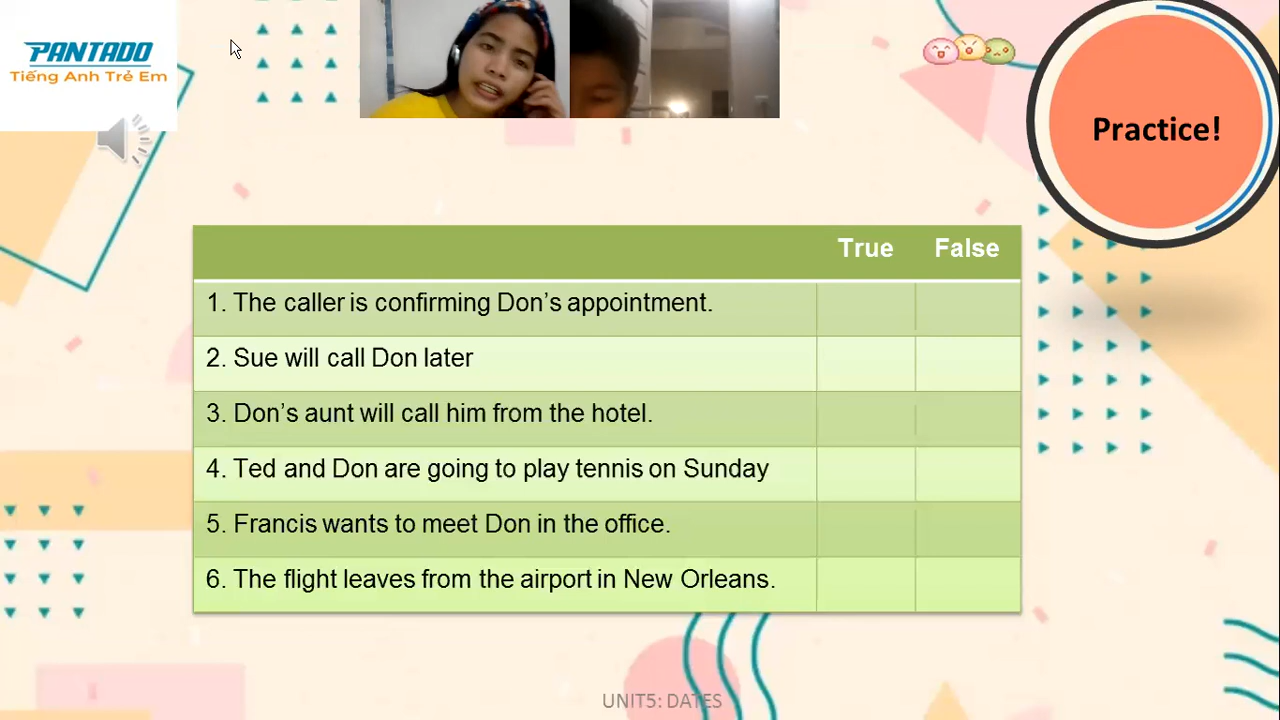 PANTADO
Tiếng Anh Trẻ Em
Practice!
True False
1. The caller is confirming Don’s appointment.
2. Sue will call Don later
3. Don’s aunt will call him from the hotel.
4. Ted and Don are going to play tennis on Sunday
5. Francis wants to meet Don in the office.
6. The flight leaves from the airport in New Orleans.
UNIT5: DATES